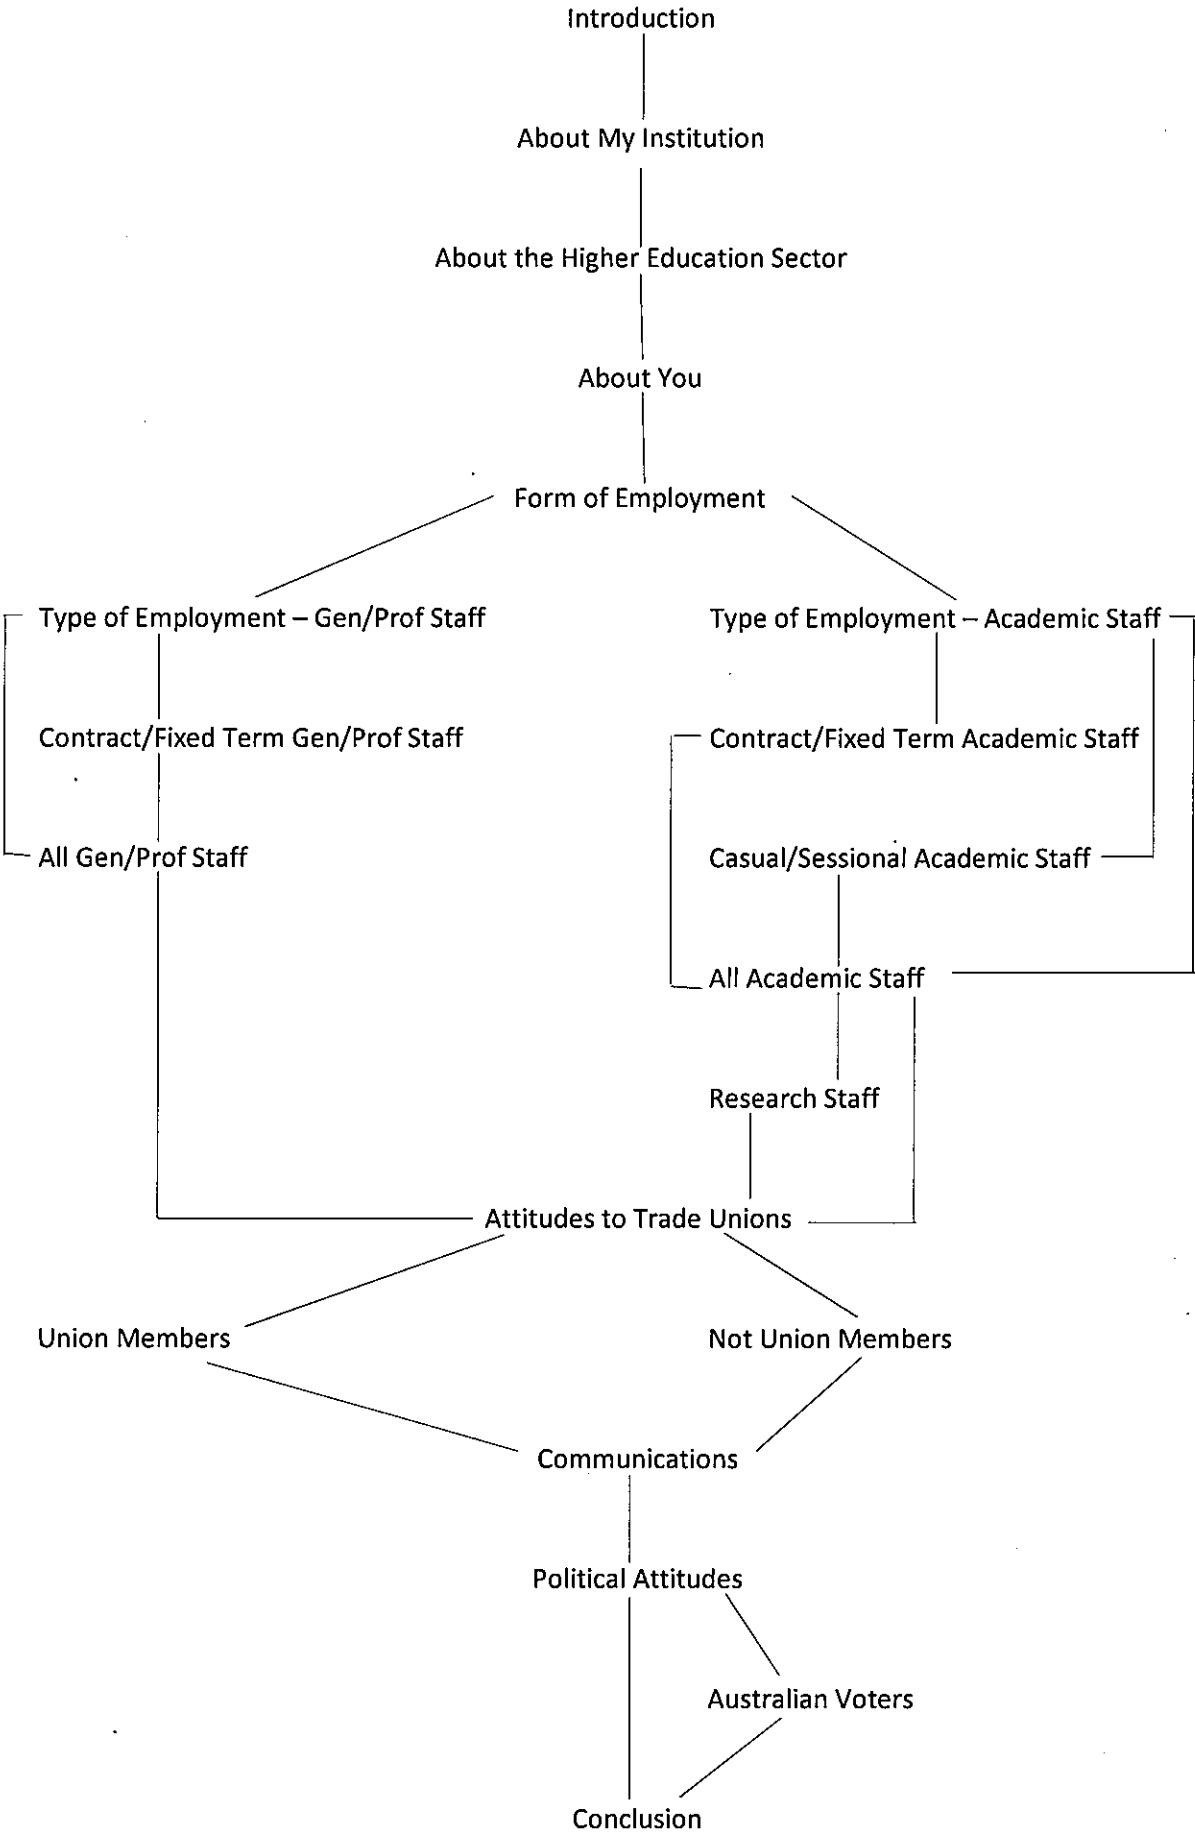 Introduction
About My Institution
About the Higher Education Sector
About You
Form of Employment
Type of Employment – Gen/Prof Staff
Type of Employment – Academic Staff
Contract/Fixed Term Gen/Prof Staff
Contract/Fixed Term Academic Staff
All Gen/Prof Staff
Casual/Sessional Academic Staff
All Academic Staff
Research Staff
Attitudes to Trade Unions
Union Members
Not Union Members
Communications
Political Attitudes
Australian Voters
Conclusion